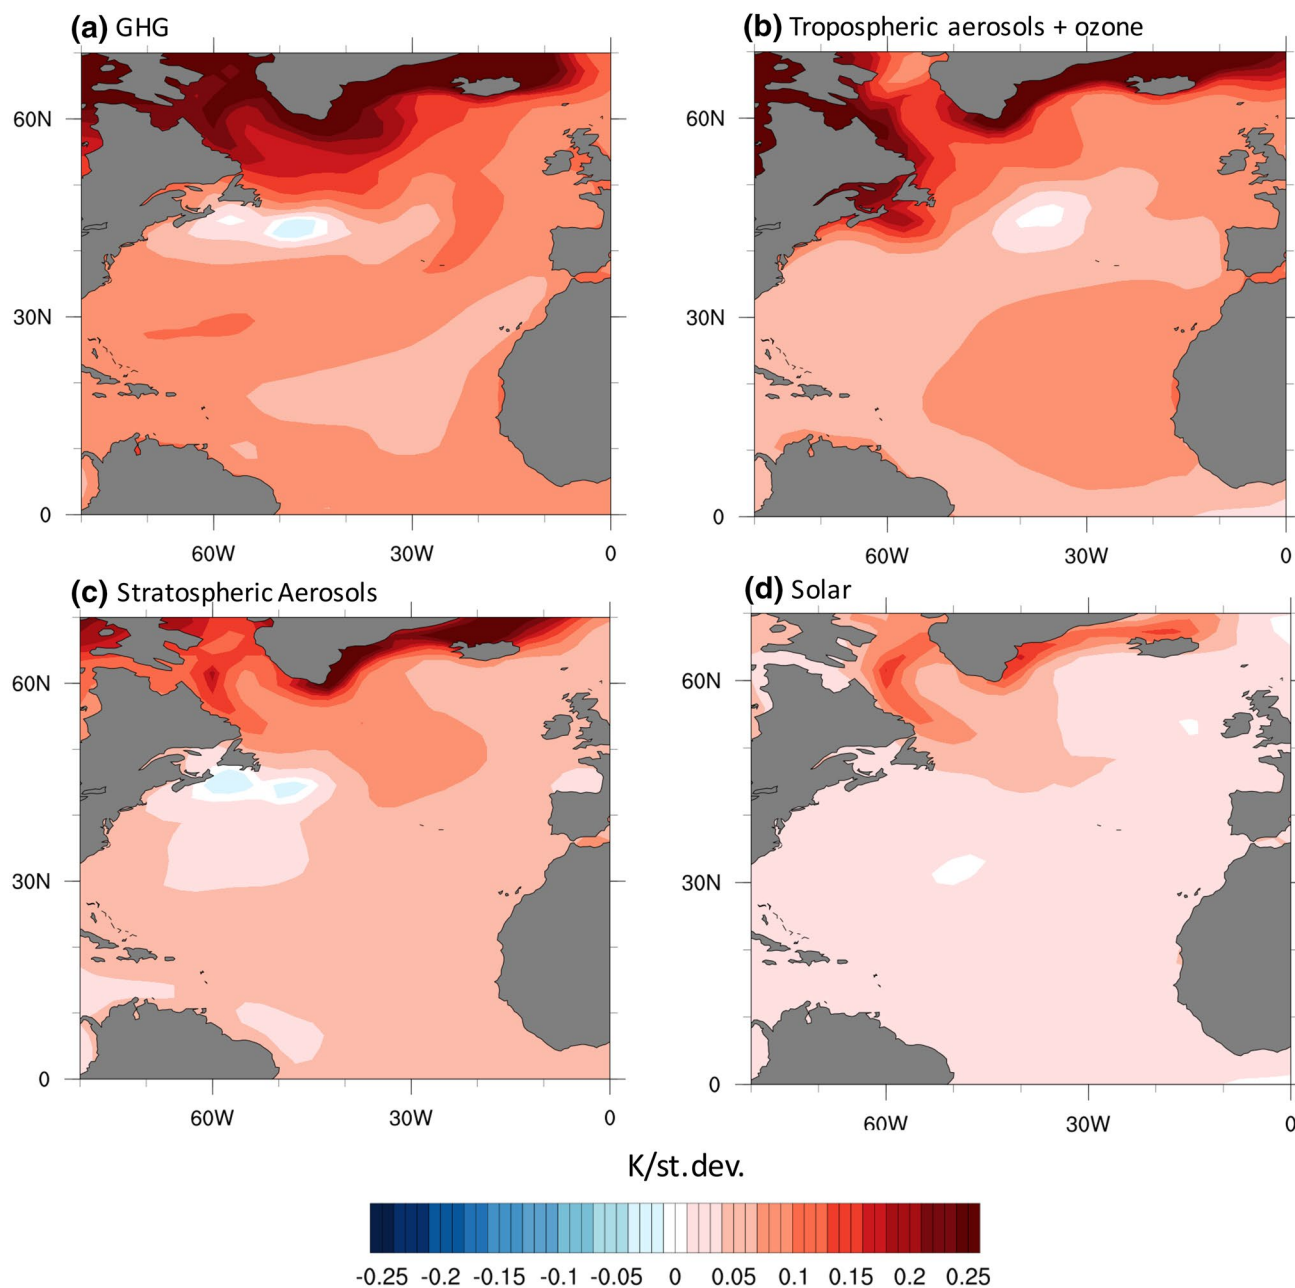 (a) GHG
(b) Tropospheric aerosols + ozone
60N
30N
0
60W 30W 0
60N
30N
0
60W 30W 0
(c) Stratospheric Aerosols
(d) Solar
60N
30N
0
60W 30W 0
60N
30N
0
60W 30W 0
K/st.dev.
-0.25 -0.2 -0.15 -0.1 -0.05 0 0.05 0.1 0.15 0.2 0.25